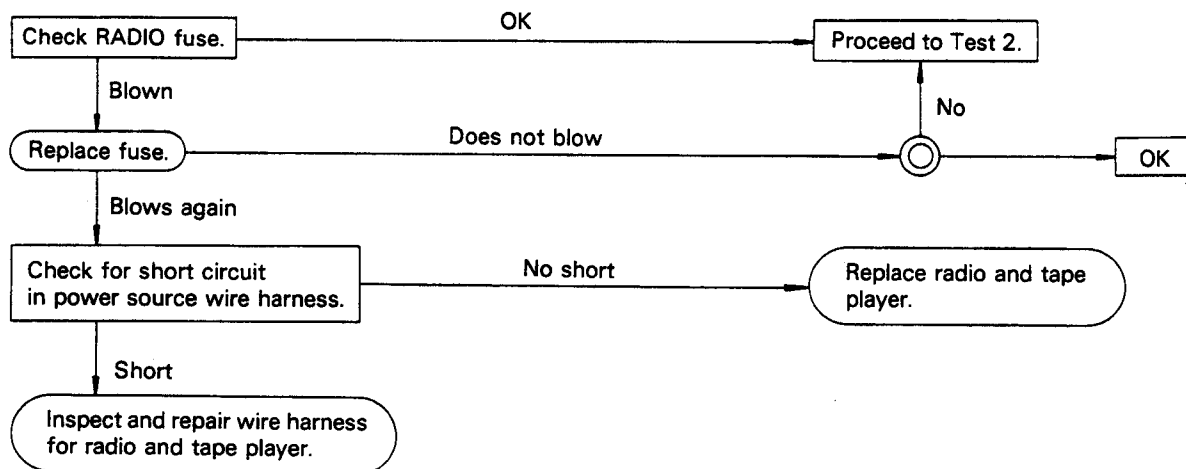 Check RADIO fuse.
OK
Proceed to Test 2.
Blown
No
Replace fuse.
Does not blow
OK
Blows again
Check for short circuit
in power source wire harness.
No short
Replace radio and tape
player.
Short
Inspect and repair wire harness
for radio and tape player.